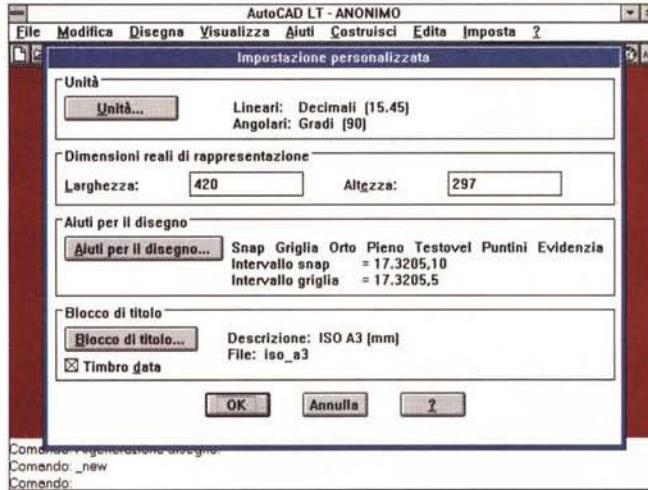 AutoCAD LT - ANONIMO
File Modifica Disegna Visualizza Aiuti Costruisci Edita Imposta ?
Impostazione personalizzata
Unità
Unità... Lineari: Decimali (15.45)
Angolari: Gradi (90)
Dimensioni reali di rappresentazione
Larghezza: 420 Altezza: 297
Aiuti per il disegno
Aiuti per il disegno... Snap Griglia Orto Pieno Testovel Puntini Evidenzia
Intervallo snap = 17.3205,10
Intervallo griglia = 17.3205,5
Blocco di titolo
Blocco di titolo... Descrizione: ISO A3 (mm)
File: iso_a3
Timbro data
OK Annulla ?
Comando: _new
Comando: